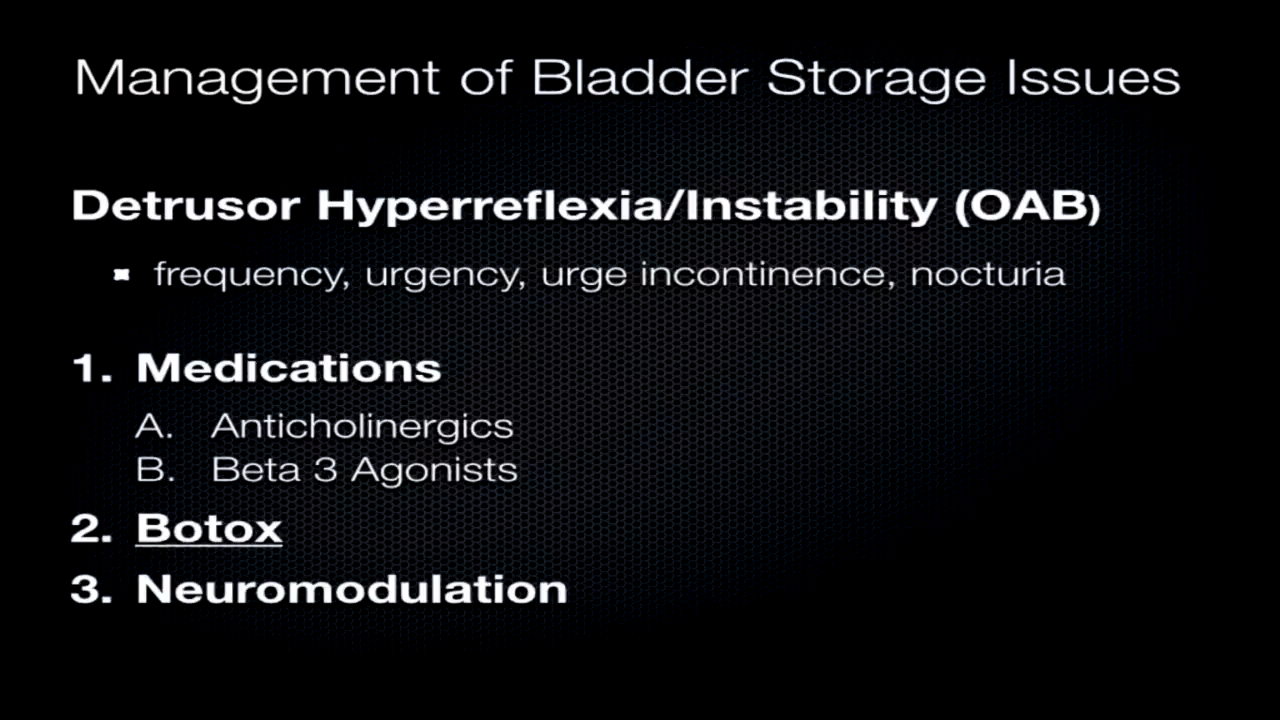 Management of Bladder Storage Issues
Detrusor Hyperreflexia/Instability (OAB)
▪ frequency, urgency, urge incontinence, nocturia
1. Medications
A. Anticholinergics
B. Beta 3 Agonists
2. Botox
3. Neuromodulation